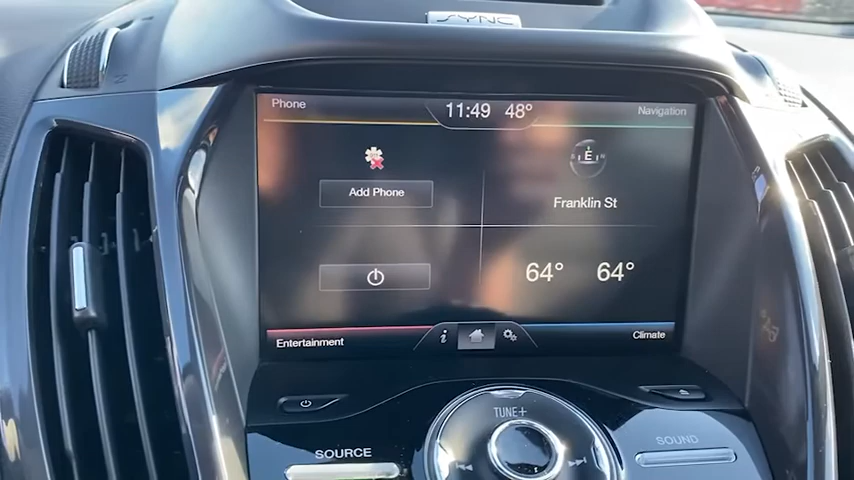 SYNC
Phone
11:49 48°
Navigation
E
Add Phone
Franklin St
64° 64°
Entertainment
i
Climate
TUNE+
SOURCE
SOUND